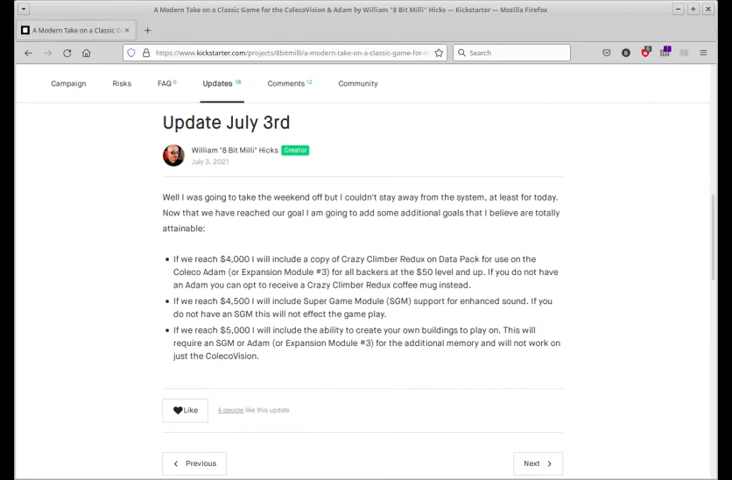 A Modern Take on a Classic Game for the ColecoVision & Adam by William "8 Bit Milli" Hicks — Kickstarter — Mozilla Firefox
A Modern Take on a Classic G
https://www.kickstarter.com/projects/8bitmilli/a-modern-take-on-a-classic-game-for-th
Search
Campaign Risks FAQ 6 Updates 18 Comments 12 Community
Update July 3rd
William "8 Bit Milli" Hicks Creator
July 3, 2021
Well I was going to take the weekend off but I couldn't stay away from the system, at least for today.
Now that we have reached our goal I am going to add some additional goals that I believe are totally
attainable:
• If we reach $4,000 I will include a copy of Crazy Climber Redux on Data Pack for use on the
Coleco Adam (or Expansion Module #3) for all backers at the $50 level and up. If you do not have
an Adam you can opt to receive a Crazy Climber Redux coffee mug instead.
• If we reach $4,500 I will include Super Game Module (SGM) support for enhanced sound. If you
do not have an SGM this will not effect the game play.
• If we reach $5,000 I will include the ability to create your own buildings to play on. This will
require an SGM or Adam (or Expansion Module #3) for the additional memory and will not work on
just the ColecoVision.
Like
4 people like this update
Previous
Next